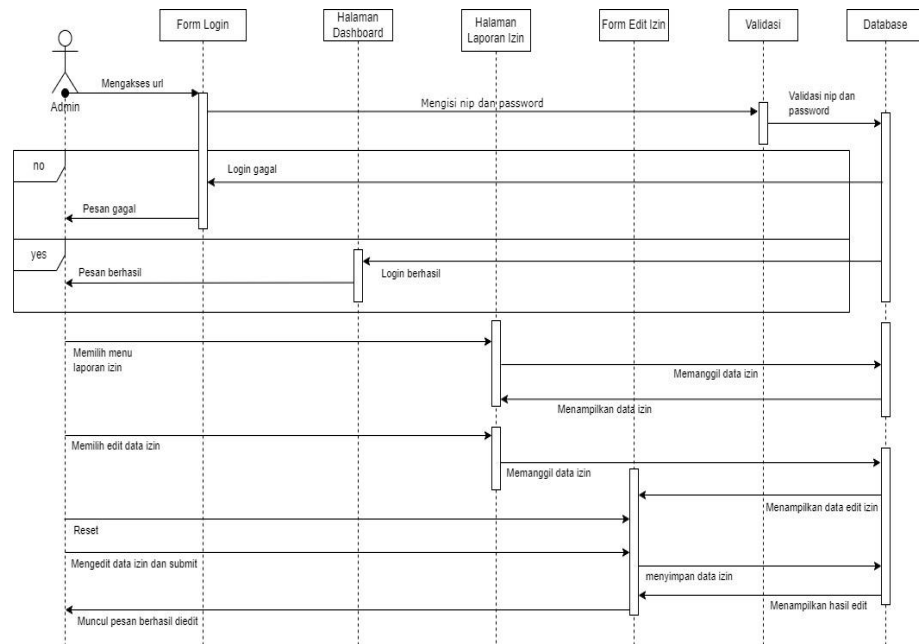 Form Login
Halaman
Dashboard
Halaman
Laporan Izin
Form Edit Izin
Validasi
Database
Admin
Mengakses url
Mengisi nip dan password
Validasi nip dan
password
no
Login gagal
Pesan gagal
yes
Login berhasil
Pesan berhasil
Memilih menu
laporan izin
Memanggil data izin
Menampilkan data izin
Memilih edit data izin
Memanggil data izin
Menampilkan data edit izin
Reset
Mengedit data izin dan submit
menyimpan data izin
Menampilkan hasil edit
Muncul pesan berhasil diedit